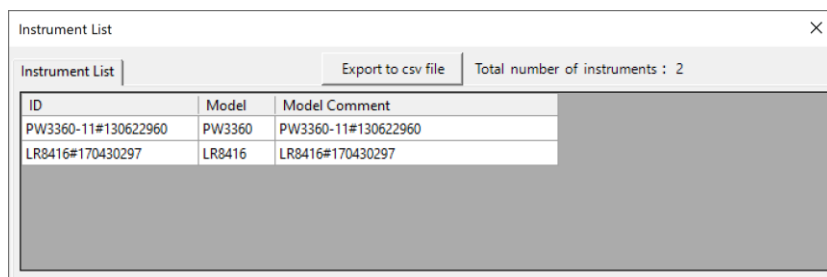 Instrument List
Instrument List Export to csv file Total number of instruments : 2
ID Model Model Comment
PW3360-11#130622960 PW3360 PW3360-11#130622960
LR8416#170430297 LR8416 LR8416#170430297